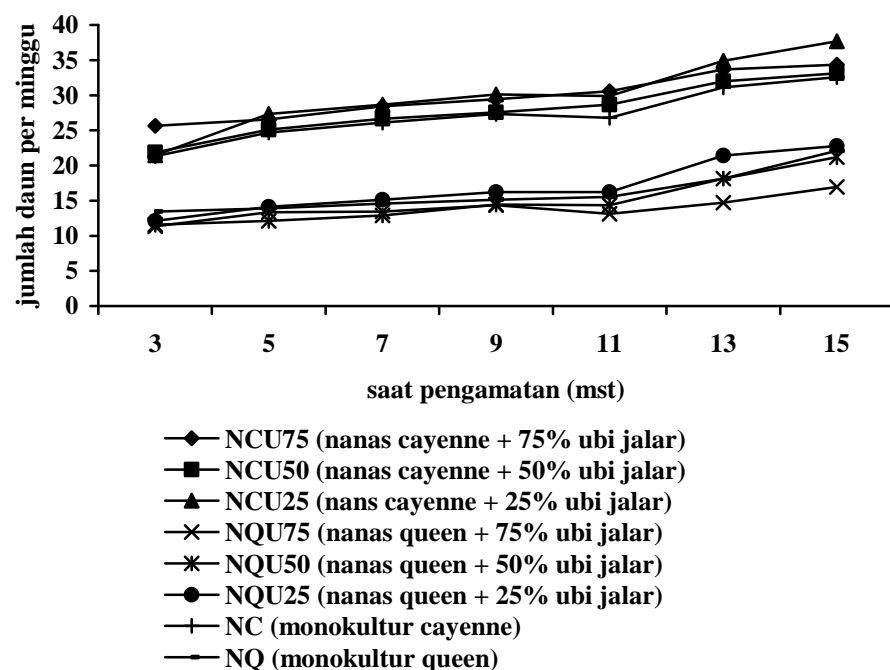 jumlah daun per minggu
40
35
30
25
20
15
10
5
0
3 5 7 9 11 13 15
saat pengamatan (mst)
NCU75 (nanas cayenne + 75% ubi jalar)
NCU50 (nanas cayenne + 50% ubi jalar)
NCU25 (nans cayenne + 25% ubi jalar)
NQU75 (nanas queen + 75% ubi jalar)
NQU50 (nanas queen + 50% ubi jalar)
NQU25 (nanas queen + 25% ubi jalar)
NC (monokultur cayenne)
NQ (monokultur queen)